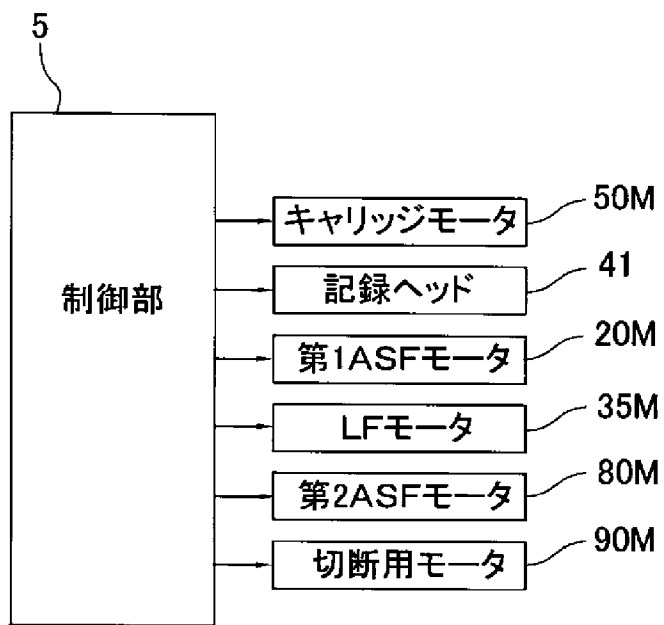 5
制御部
キャリッジモータ
50M
記録ヘッド
41
第1ASFモータ
20M
LFモータ
35M
第2ASFモータ
80M
切断用モータ
90M